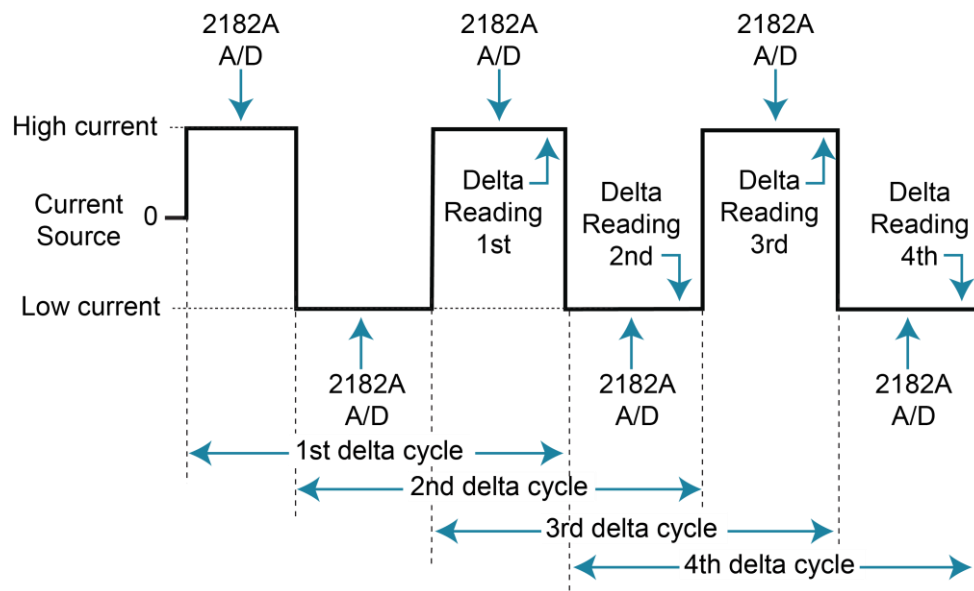 2182A
A/D
2182A
A/D
2182A
A/D
High current
Current
Source
0
Low current
Delta
Reading
1st
Delta
Reading
2nd
Delta
Reading
3rd
Delta
Reading
4th
2182A
A/D
2182A
A/D
2182A
A/D
1st delta cycle
2nd delta cycle
3rd delta cycle
4th delta cycle